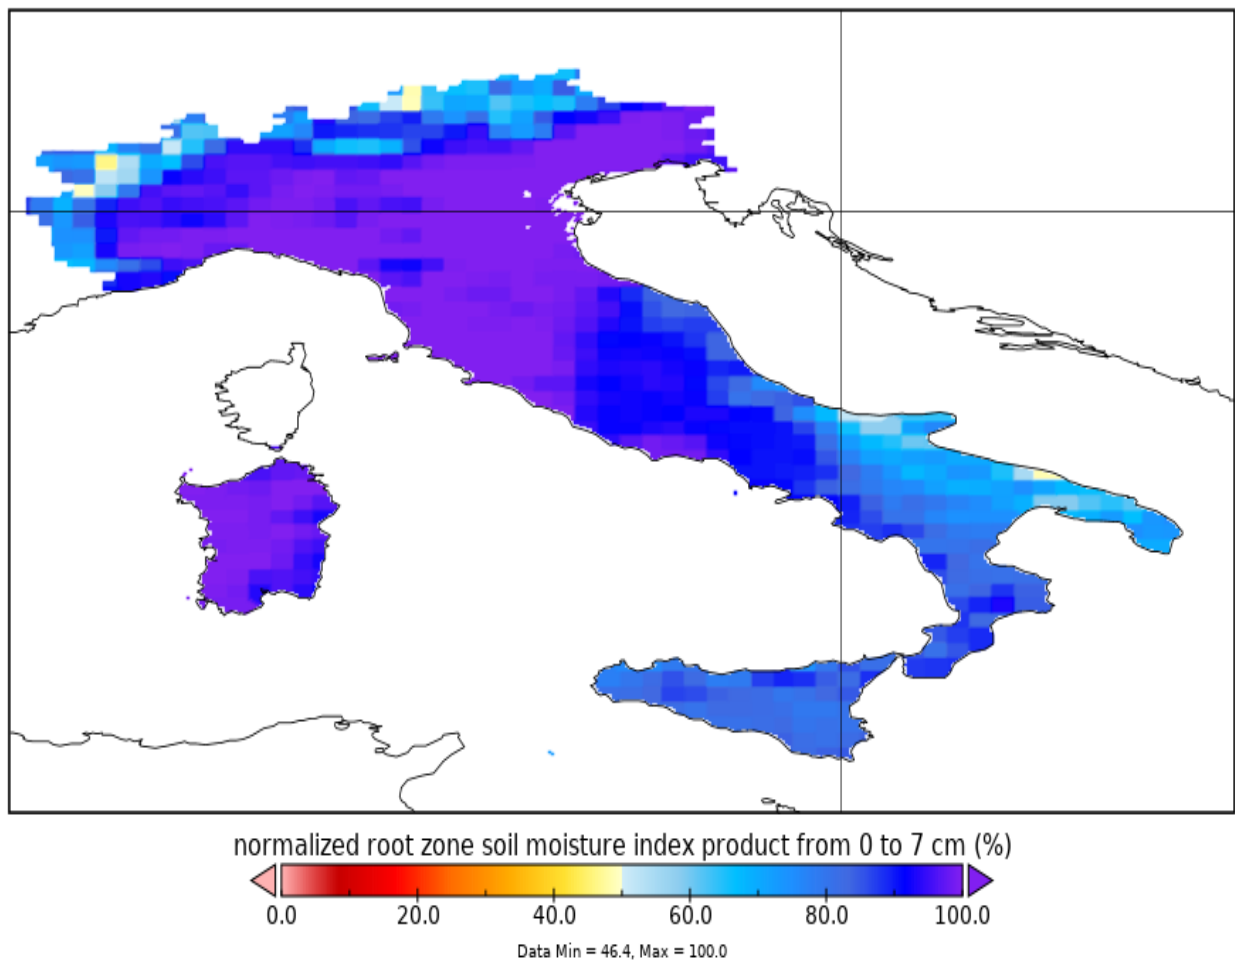 normalized root zone soil moisture index product from 0 to 7 cm (%)
0.0 20.0 40.0 60.0 80.0 100.0
Data Min = 46.4, Max = 100.0